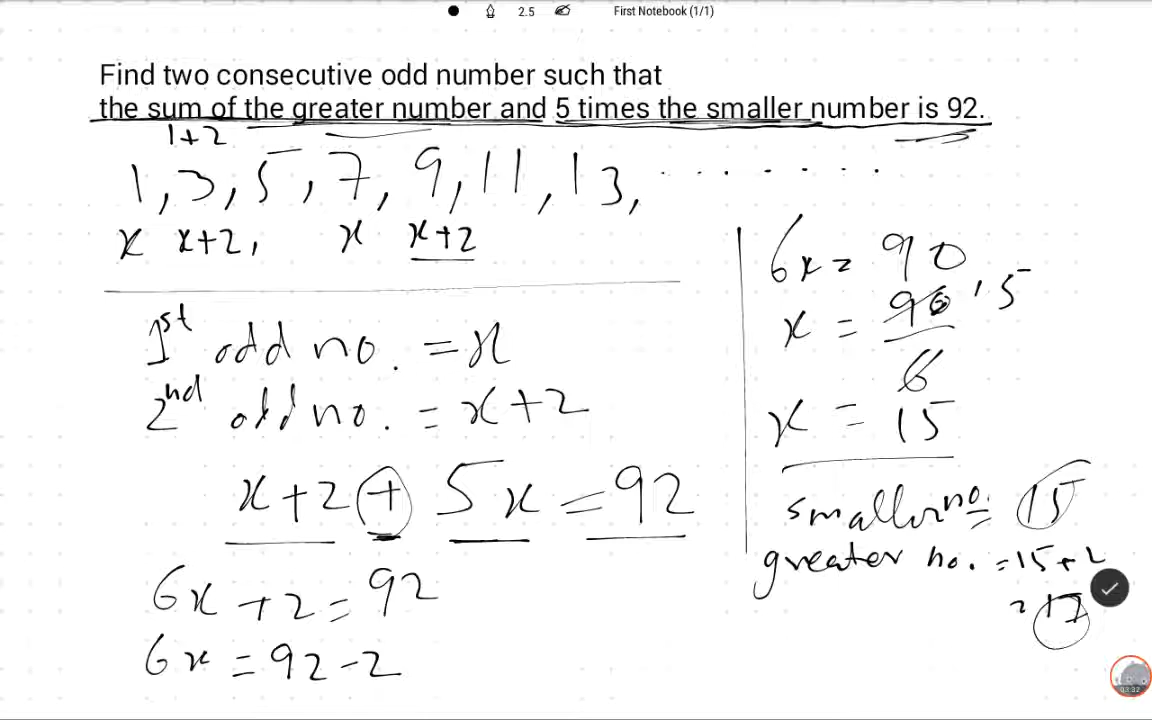 2.5 First Notebook (1/1)
Find two consecutive odd number such that
the sum of the greater number and 5 times the smaller number is 92.
1+2
1, 3, 5, 7, 9, 11, 13, . . . . . . .
x x+2, x x+2
1st odd no. = x
2nd odd no. = x+2
x+2 + 5x = 92
6x + 2 = 92
6x = 92 - 2
6x = 90
x = 90 15
6
x = 15
smaller no. = 15
greater no. = 15+2
= 17
03:32